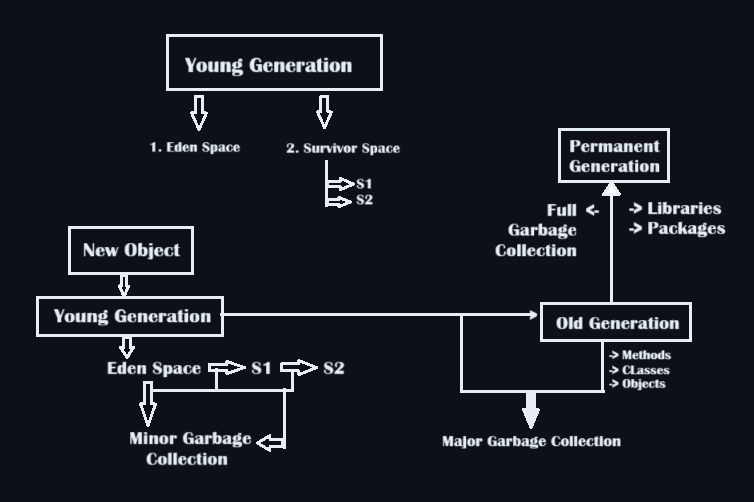 Young Generation
1. Eden Space
2. Survivor Space
S1
S2
Permanent
Generation
Full <-
Garbage
Collection
-> Libraries
-> Packages
New Object
Young Generation
Old Generation
-> Methods
-> CLasses
-> Objects
Eden Space
S1
S2
Minor Garbage
Collection
Major Garbage Collection